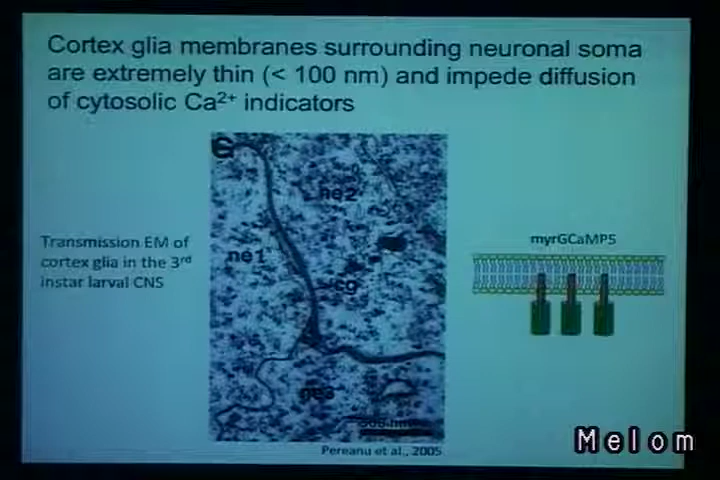 Cortex glia membranes surrounding neuronal soma
are extremely thin (< 100 nm) and impede diffusion
of cytosolic Ca²⁺ indicators
G
ne2
Transmission EM of
cortex glia in the 3ʳᵈ
instar larval CNS
ne1
cg
myrGCaMP5
ne3
500 nm
Pereanu et al., 2005
Melom